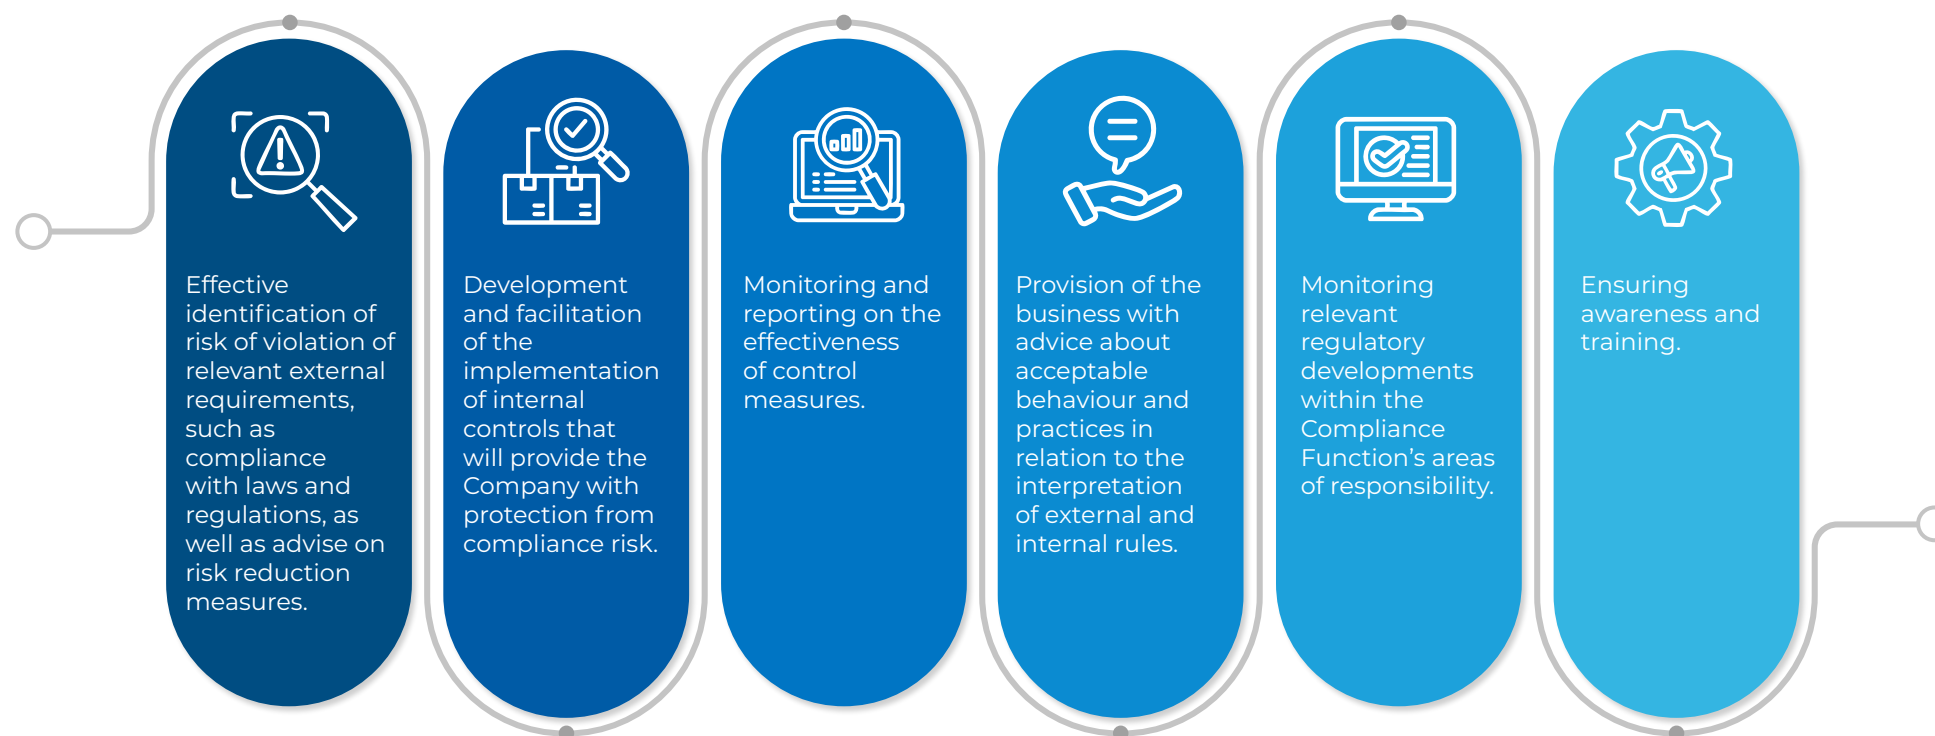 Effective
identification of
risk of violation of
relevant external
requirements,
such as
compliance
with laws and
regulations, as
well as advise on
risk reduction
measures.
Development
and facilitation
of the
implementation
of internal
controls that
will provide the
Company with
protection from
compliance risk.
Monitoring and
reporting on the
effectiveness
of control
measures.
Provision of the
business with
advice about
acceptable
behaviour and
practices in
relation to the
interpretation
of external and
internal rules.
Monitoring
relevant
regulatory
developments
within the
Compliance
Function’s areas
of responsibility.
Ensuring
awareness and
training.